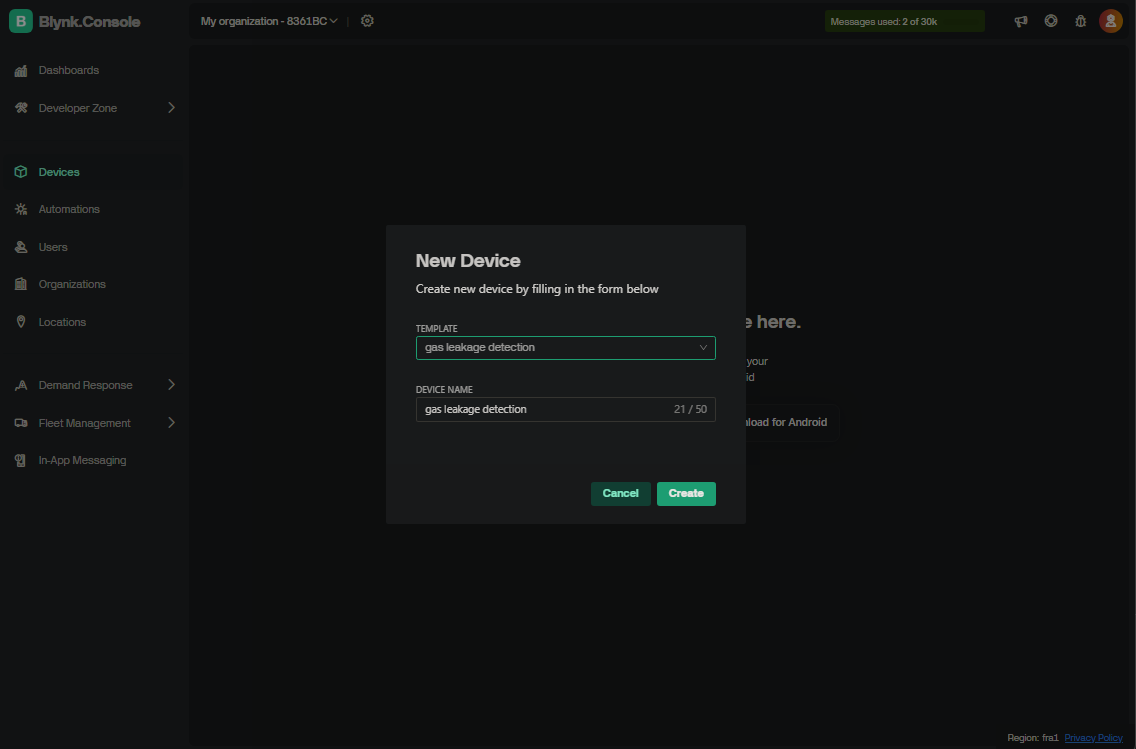 B Blynk.Console
My organization - 8361BC
Messages used: 2 of 30k
Dashboards
Developer Zone
Devices
Automations
Users
Organizations
Locations
Demand Response
Fleet Management
In-App Messaging
New Device
Create new device by filling in the form below
TEMPLATE
gas leakage detection
DEVICE NAME
gas leakage detection 21 / 50
Cancel Create
here.
your
for Android
Region: fra1 Privacy Policy